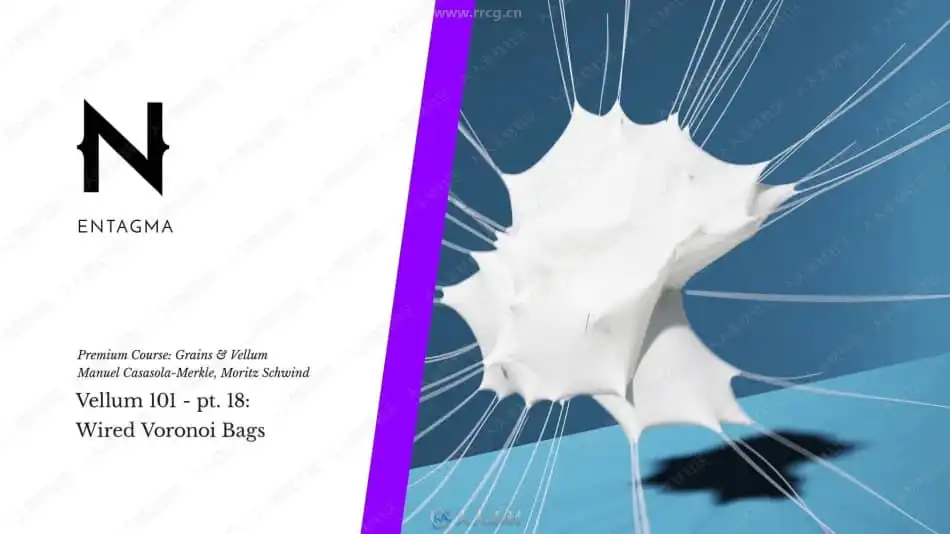 www.rrcg.cn
N
ENTAGMA
Premium Course: Grains & Vellum
Manuel Casasola-Merkle, Moritz Schwind
Vellum 101 - pt. 18:
Wired Voronoi Bags